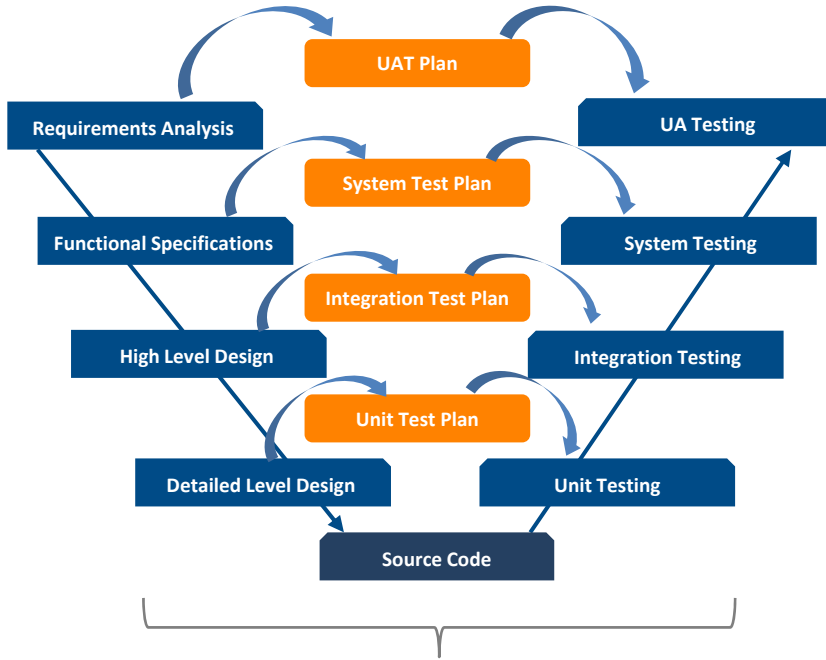 UAT Plan
Requirements Analysis
UA Testing
System Test Plan
Functional Specifications
System Testing
Integration Test Plan
High Level Design
Integration Testing
Unit Test Plan
Detailed Level Design
Unit Testing
Source Code